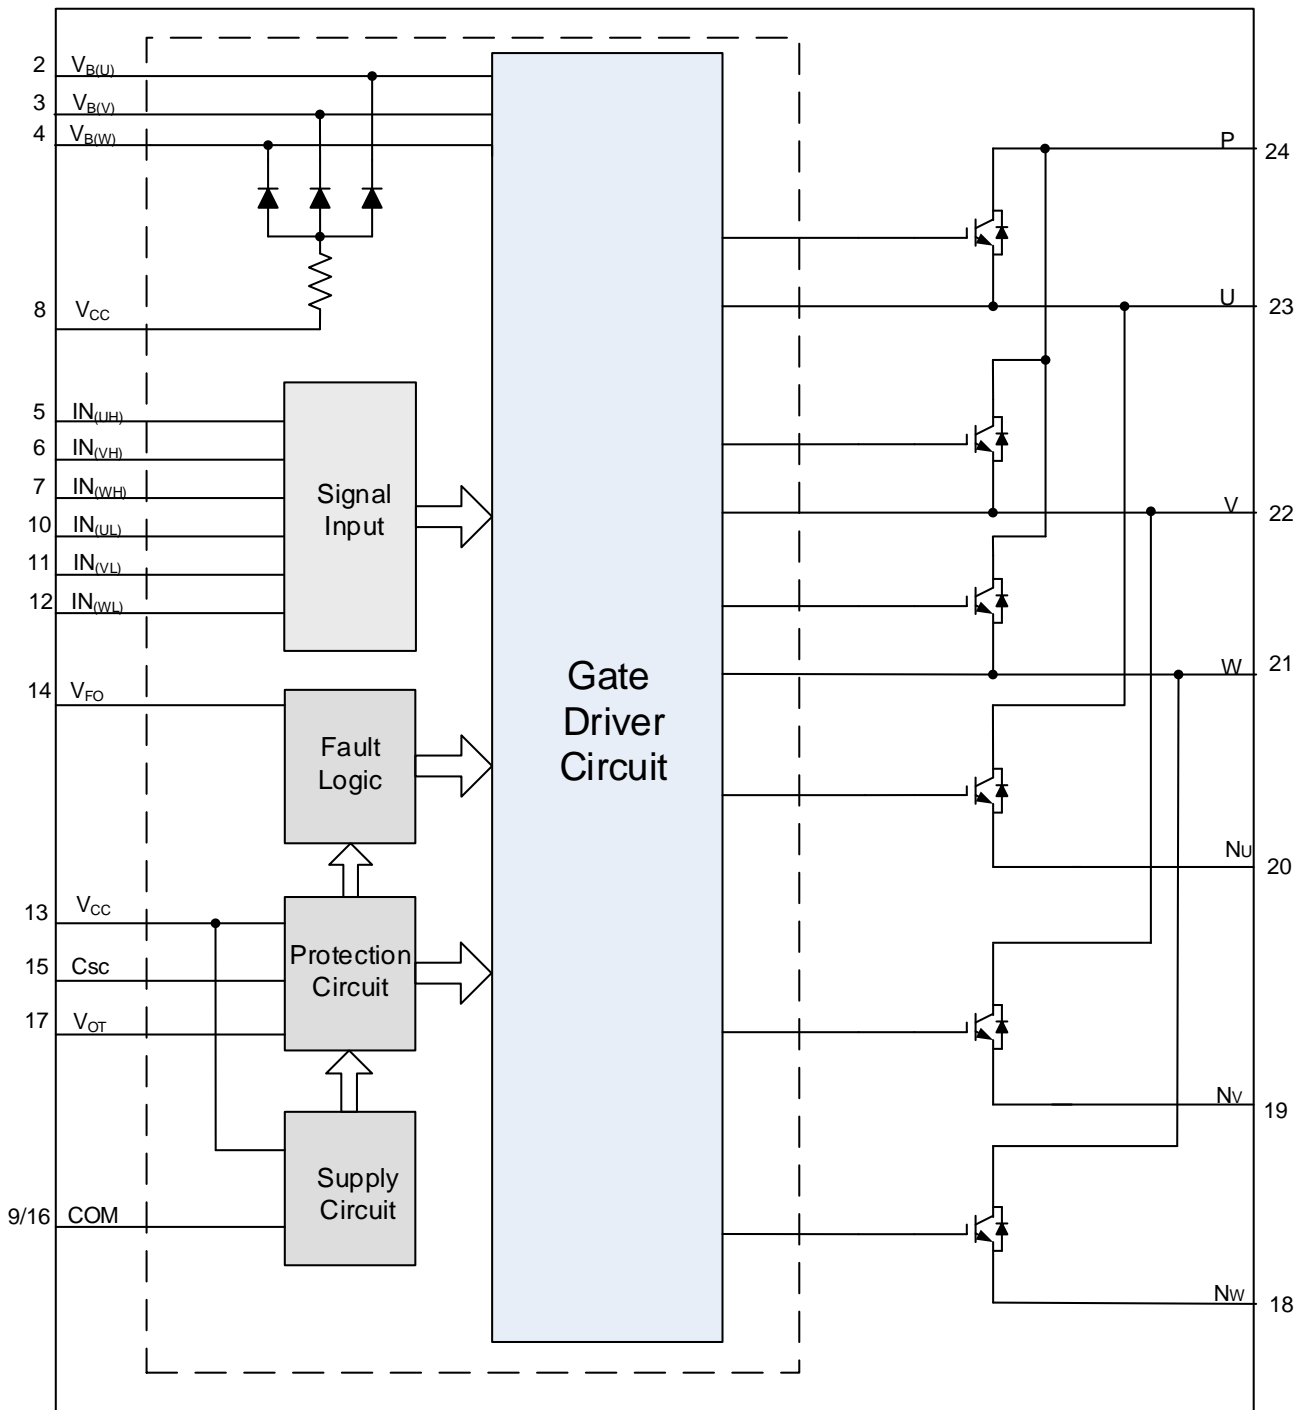 2 VB(U)
3 VB(V)
4 VB(W)
8 VCC
5 IN(UH)
6 IN(VH)
7 IN(WH)
10 IN(UL)
11 IN(VL)
12 IN(WL)
Signal
Input
14 VFO
Fault
Logic
13 VCC
15 Csc
17 VOT
Protection
Circuit
9/16 COM
Supply
Circuit
Gate
Driver
Circuit
P 24
U 23
V 22
W 21
NU 20
NV 19
NW 18